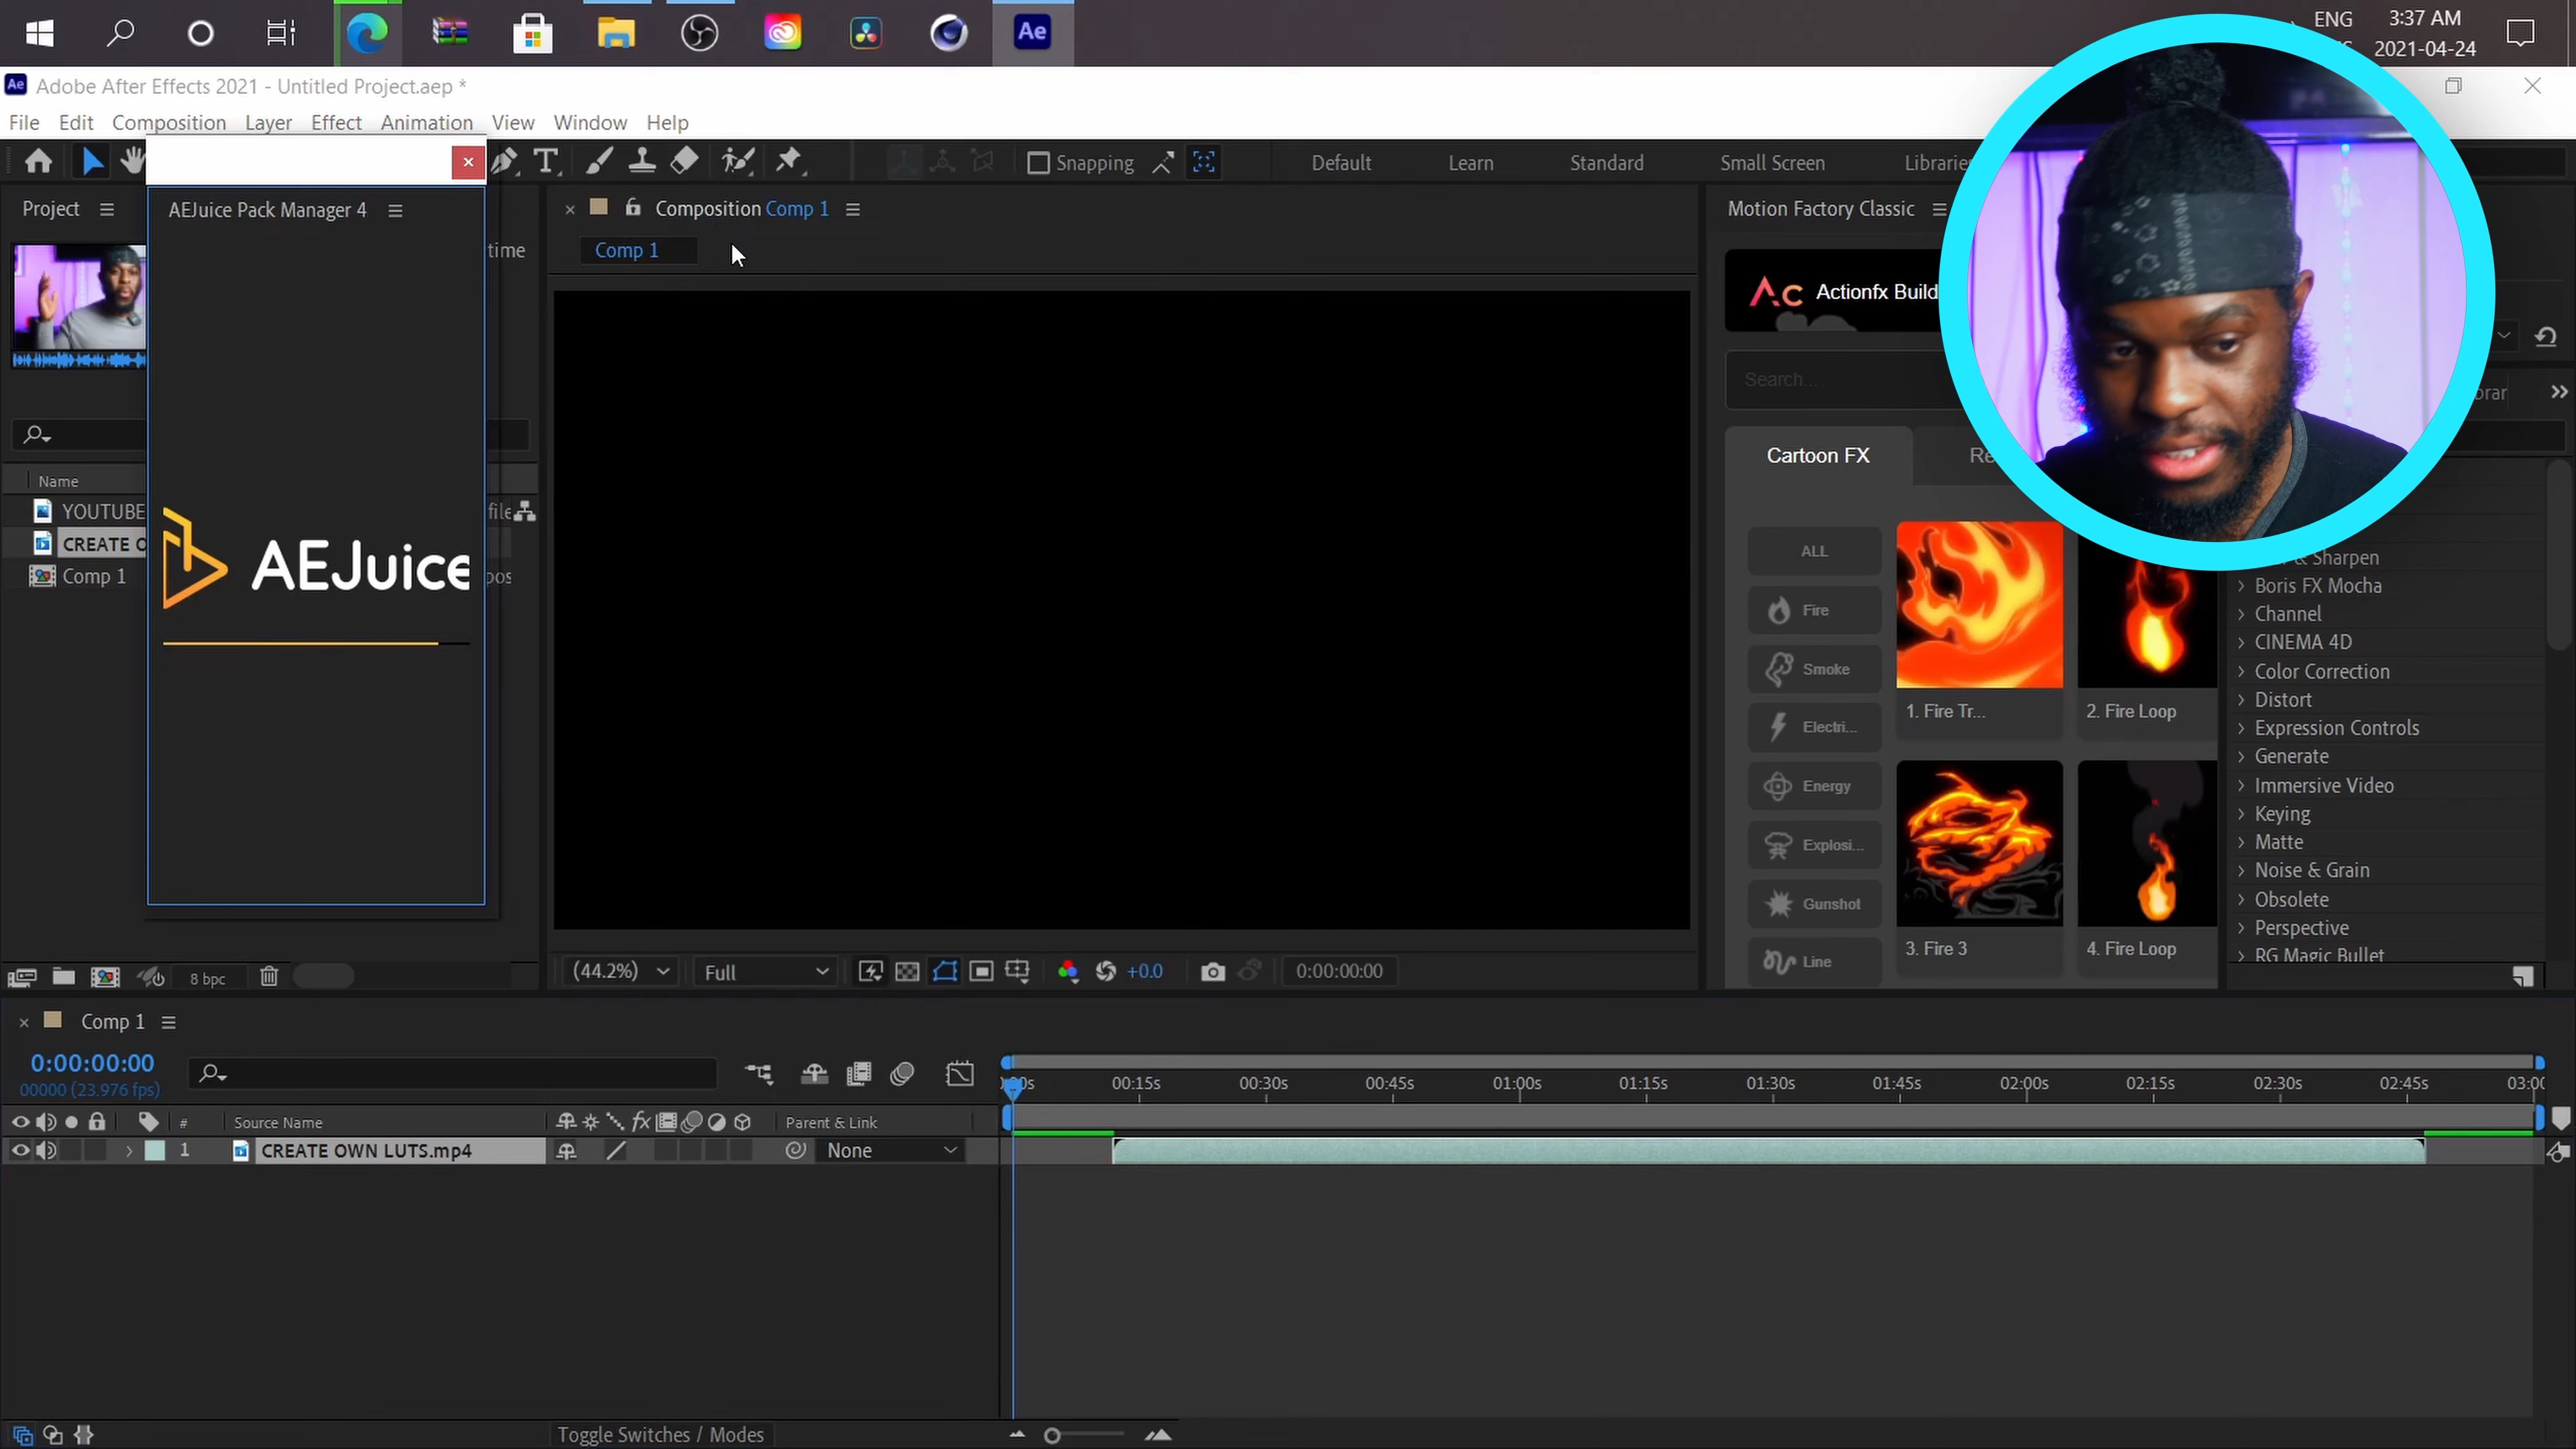 ENG
3:37 AM
2021-04-24
Ae
Ae
Adobe After Effects 2021 - Untitled Project.aep *
File Edit Composition Layer Effect Animation View Window Help
T
Snapping
Default Learn Standard Small Screen Libraries
Project
AEJuice Pack Manager 4
time
Composition Comp 1
Comp 1
Motion Factory Classic
Ac Actionfx Build
Search...
Cartoon FX
Name
YOUTUBE
CREATE O
Comp 1
AEJuice
ALL
Fire
Smoke
Electri...
Energy
Explosi...
Gunshot
Line
1. Fire Tr...
2. Fire Loop
3. Fire 3
4. Fire Loop
& Sharpen
Boris FX Mocha
Channel
CINEMA 4D
Color Correction
Distort
Expression Controls
Generate
Immersive Video
Keying
Matte
Noise & Grain
Obsolete
Perspective
RG Magic Bullet
8 bpc
(44.2%)
Full
+0.0
0:00:00:00
Comp 1
0:00:00:00
00000 (23.976 fps)
00:15s 00:30s 00:45s 01:00s 01:15s 01:30s 01:45s 02:00s 02:15s 02:30s 02:45s 03:00
# Source Name fx Parent & Link
1 CREATE OWN LUTS.mp4 None
Toggle Switches / Modes